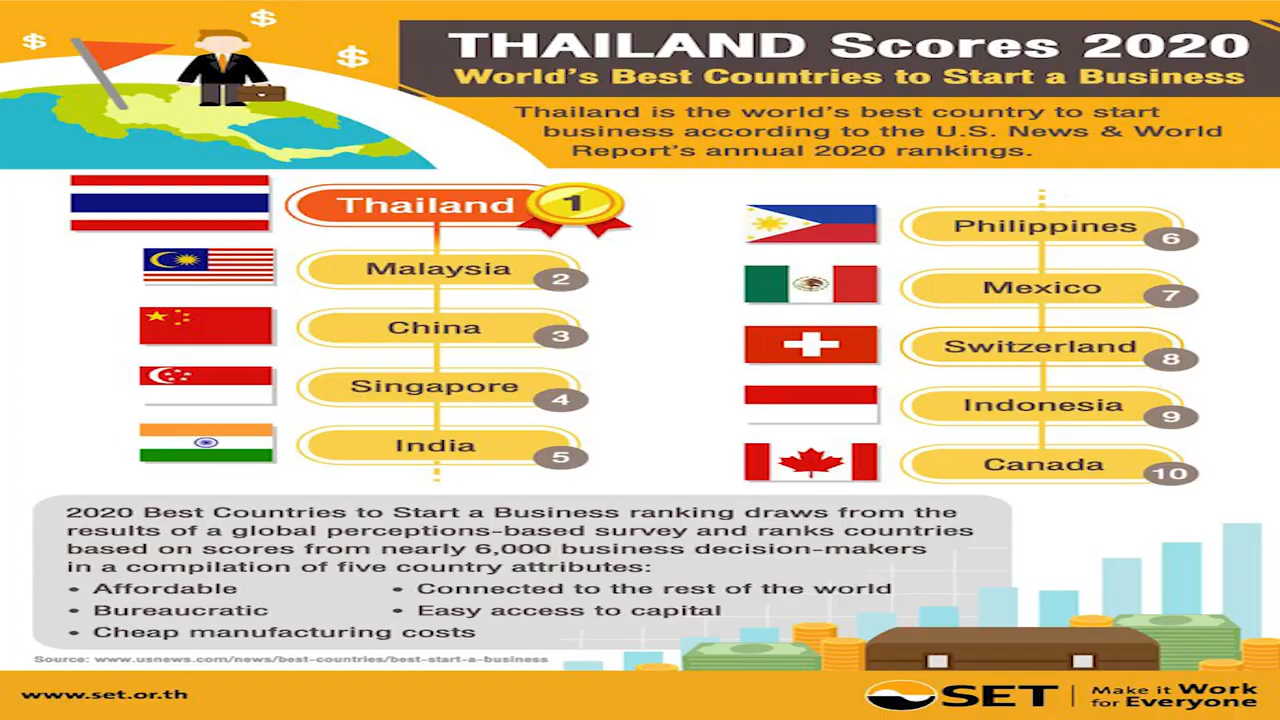 $
$
$
THAILAND Scores 2020
World's Best Countries to Start a Business
Thailand is the world's best country to start
business according to the U.S. News & World
Report's annual 2020 rankings.
Thailand 1
Malaysia 2
China 3
Singapore 4
India 5
Philippines 6
Mexico 7
Switzerland 8
Indonesia 9
Canada 10
2020 Best Countries to Start a Business ranking draws from the
results of a global perceptions-based survey and ranks countries
based on scores from nearly 6,000 business decision-makers
in a compilation of five country attributes:
• Affordable
• Bureaucratic
• Cheap manufacturing costs
• Connected to the rest of the world
• Easy access to capital
Source: www.usnews.com/news/best-countries/best-start-a-business
www.set.or.th
SET | Make it Work
for Everyone